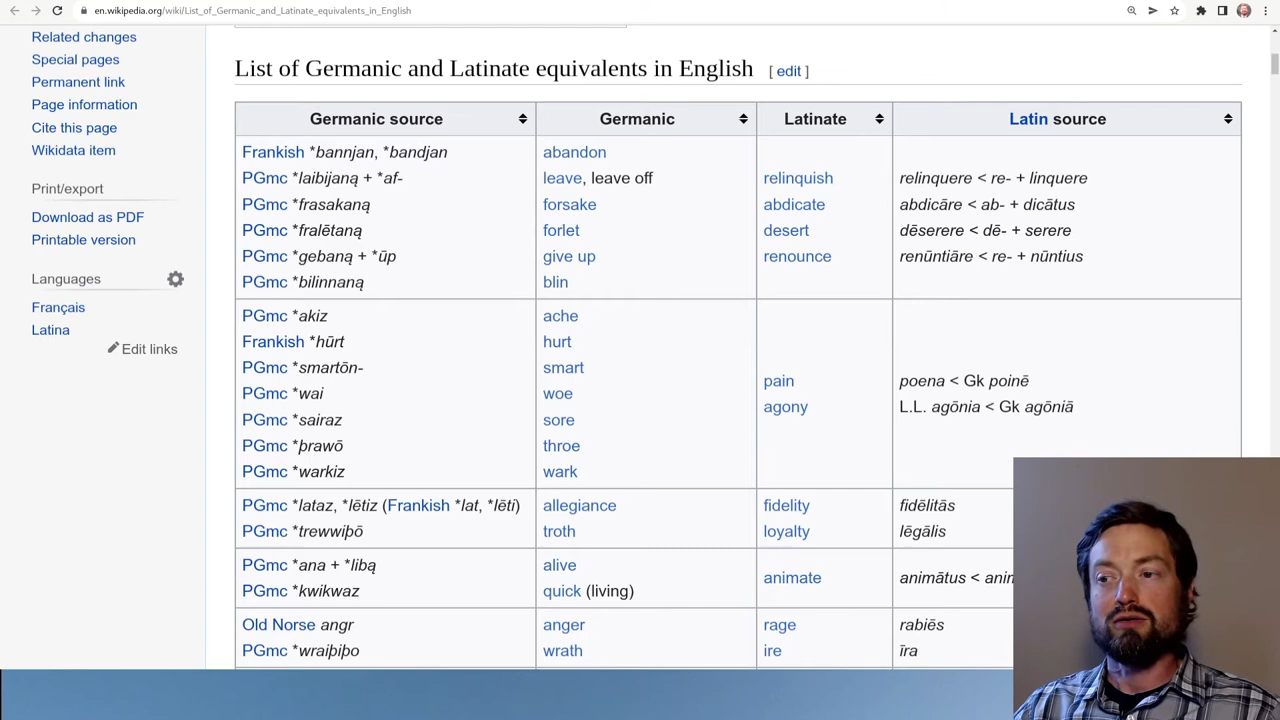 en.wikipedia.org/wiki/List_of_Germanic_and_Latinate_equivalents_in_English
Related changes
Special pages
Permanent link
Page information
Cite this page
Wikidata item
Print/export
Download as PDF
Printable version
Languages
Français
Latina
Edit links
List of Germanic and Latinate equivalents in English [ edit ]
Germanic source Germanic Latinate Latin source
Frankish *bannjan, *bandjan abandon
PGmc *laibijaną + *af- leave, leave off relinquish relinquere < re- + linquere
PGmc *frasakaną forsake abdicate abdicāre < ab- + dicātus
PGmc *fralētaną forlet desert dēserere < dē- + serere
PGmc *gebaną + *ūp give up renounce renūntiāre < re- + nūntius
PGmc *bilinnaną blin
PGmc *akiz ache
Frankish *hūrt hurt
PGmc *smartōn- smart
PGmc *wai woe pain poena < Gk poinē
PGmc *sairaz sore agony L.L. agōnia < Gk agōniā
PGmc *þrawō throe
PGmc *warkiz wark
PGmc *lataz, *lētiz (Frankish *lat, *lēti) allegiance fidelity fidēlitās
PGmc *trewwiþō troth loyalty lēgālis
PGmc *ana + *libą alive animate animātus < anim
PGmc *kwikwaz quick (living)
Old Norse angr anger rage rabiēs
PGmc *wraiþiþo wrath ire īra